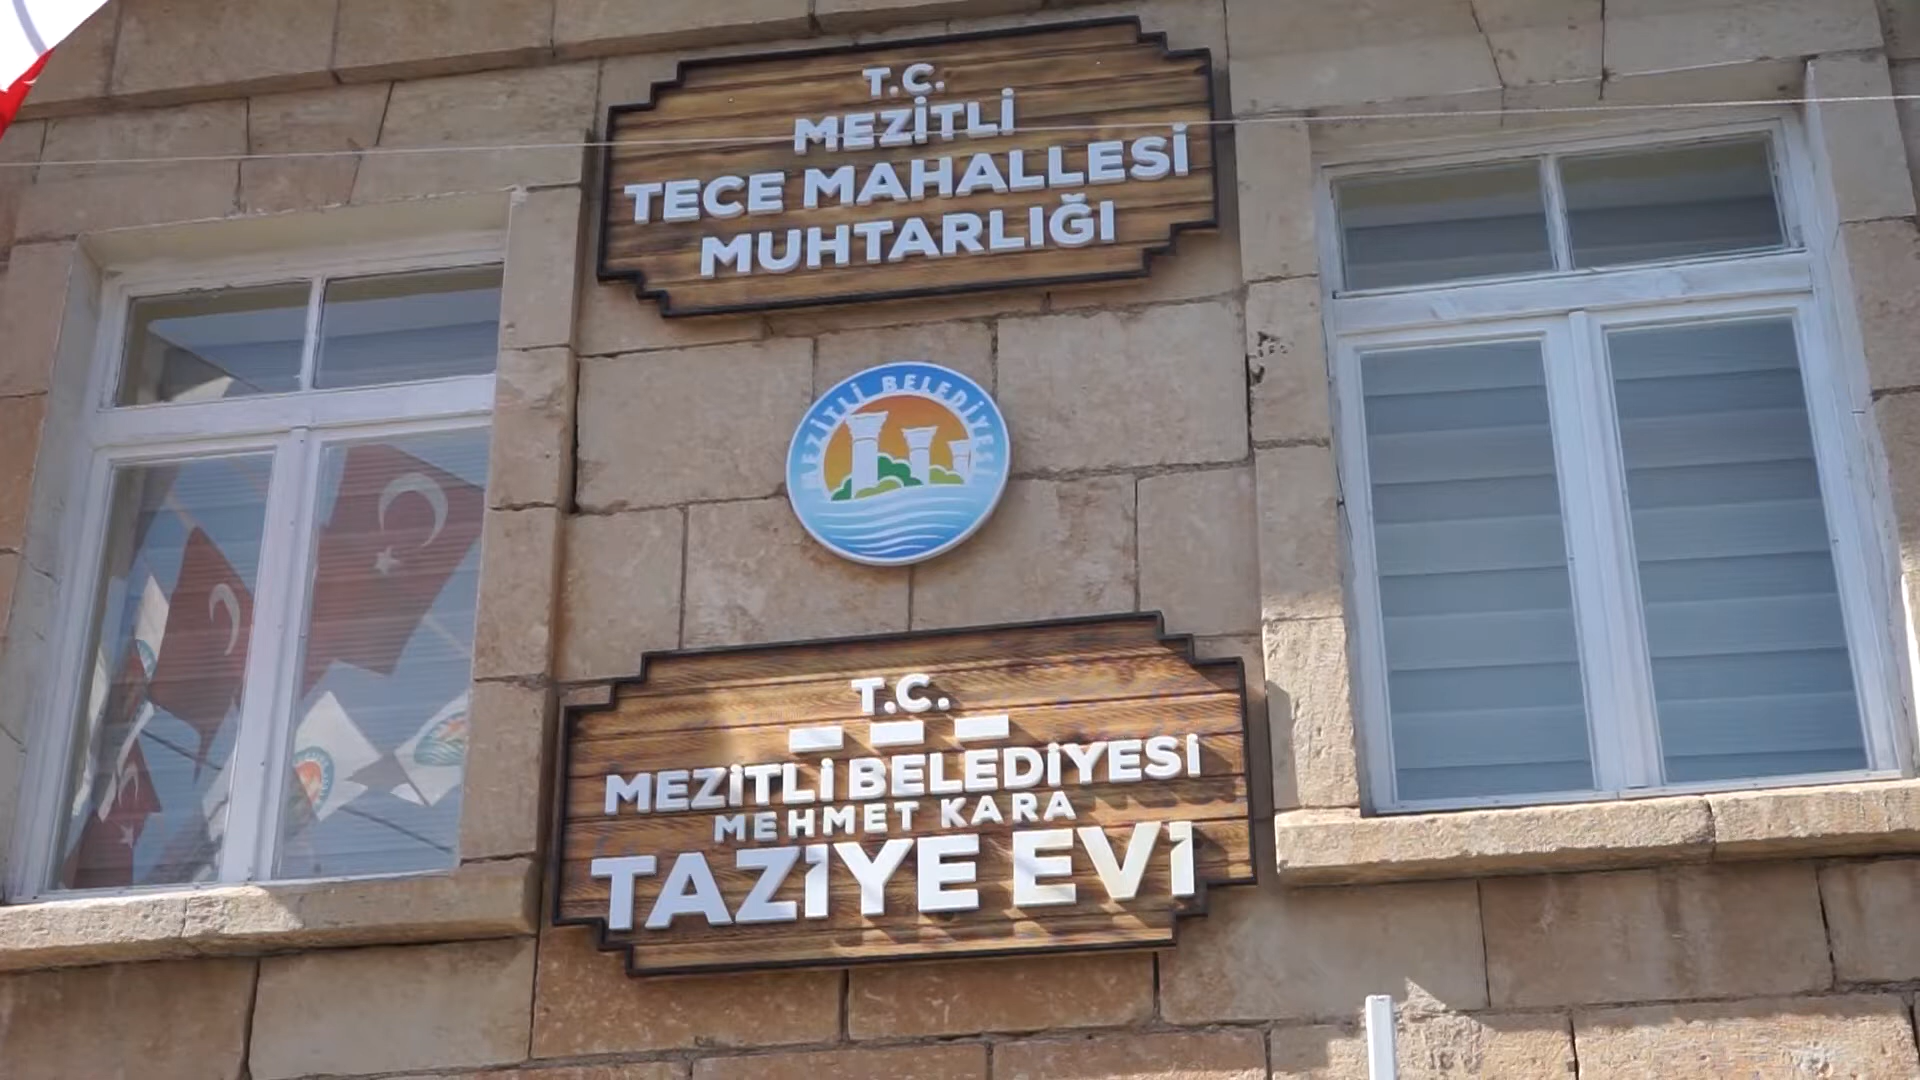 T.C.
MEZİTLİ
TECE MAHALLESİ
MUHTARLIĞI
MEZİTLİ BELEDİYESİ
T.C.
MEZİTLİ BELEDİYESİ
MEHMET KARA
TAZİYE EVİ